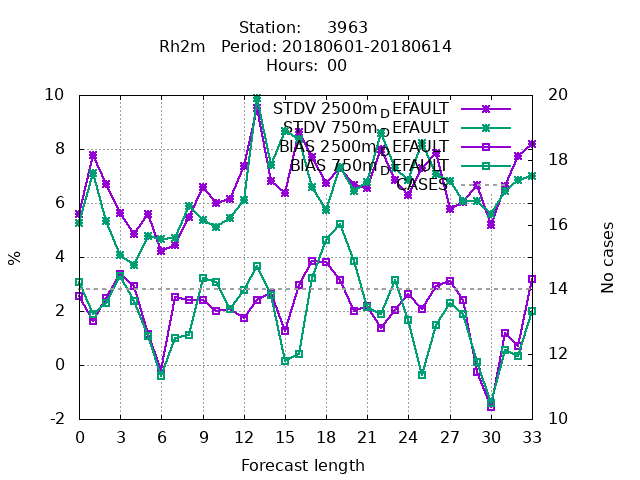 Station: 3963
Rh2m Period: 20180601-20180614
Hours: 00
STDV 2500m_DEFAULT
STDV 750m_DEFAULT
BIAS 2500m_DEFAULT
BIAS 750m_DEFAULT
CASES
10
8
6
4
2
0
-2
%
20
18
16
14
12
10
No cases
0 3 6 9 12 15 18 21 24 27 30 33
Forecast length